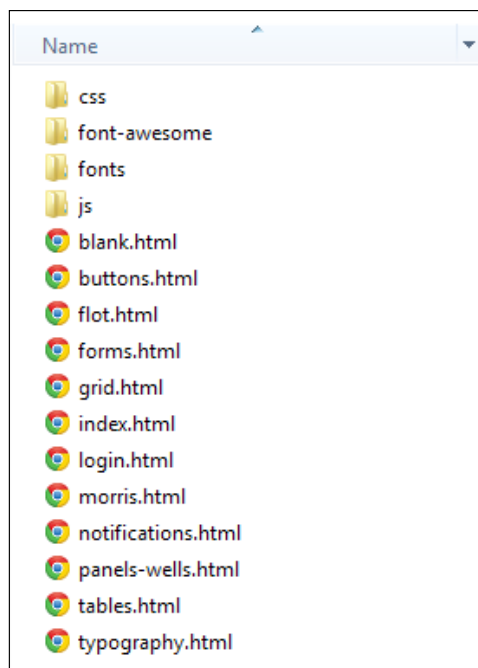 Name
css
font-awesome
fonts
js
blank.html
buttons.html
flot.html
forms.html
grid.html
index.html
login.html
morris.html
notifications.html
panels-wells.html
tables.html
typography.html